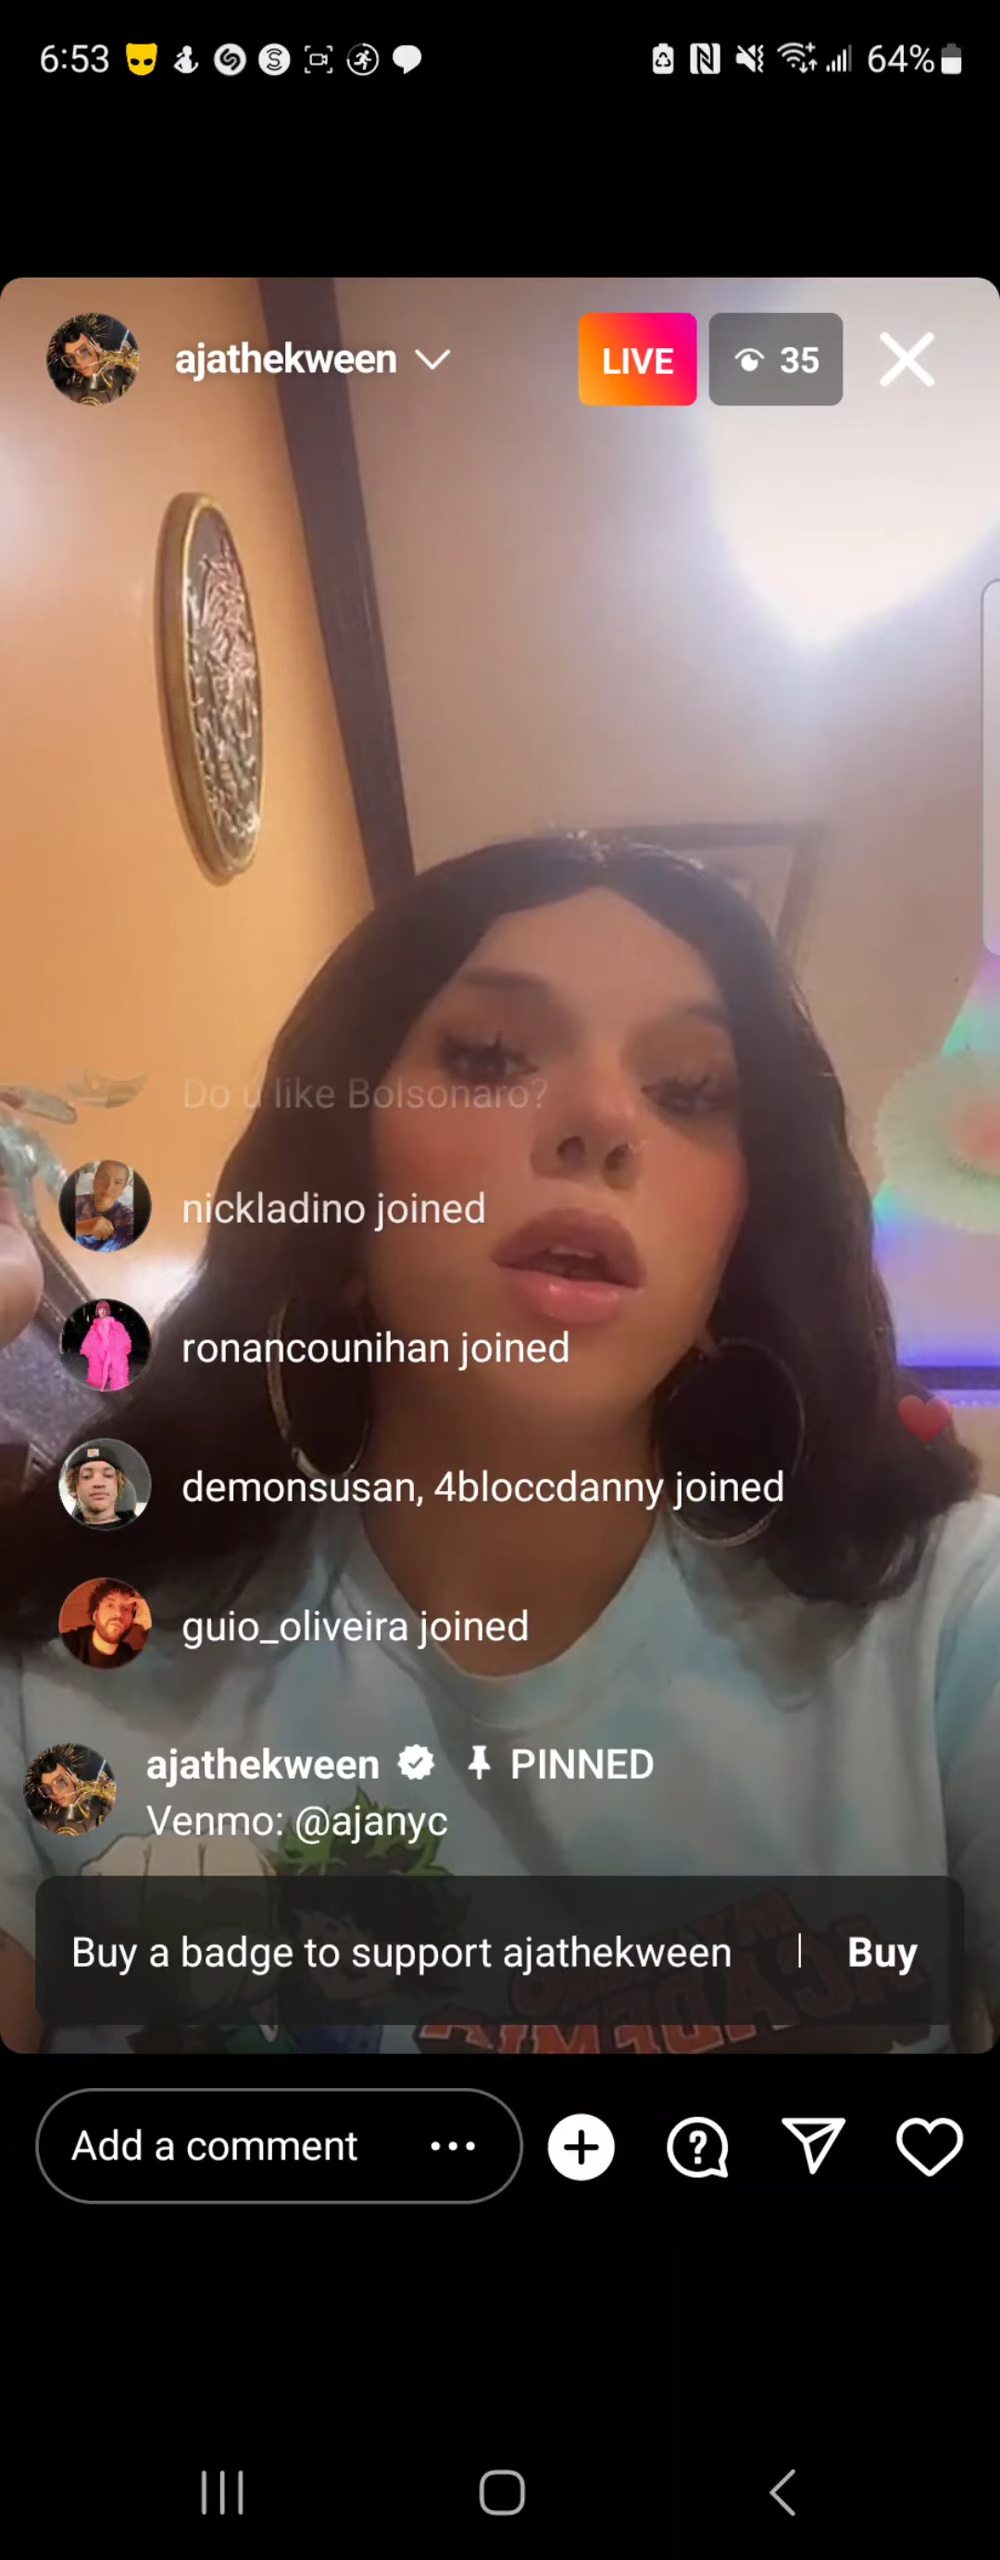 6:53
64%
ajathekween
LIVE
35
Do u like Bolsonaro?
nickladino joined
ronancounihan joined
demonsusan, 4bloccdanny joined
guio_oliveira joined
ajathekween PINNED
Venmo: @ajanyc
Buy a badge to support ajathekween | Buy
Add a comment